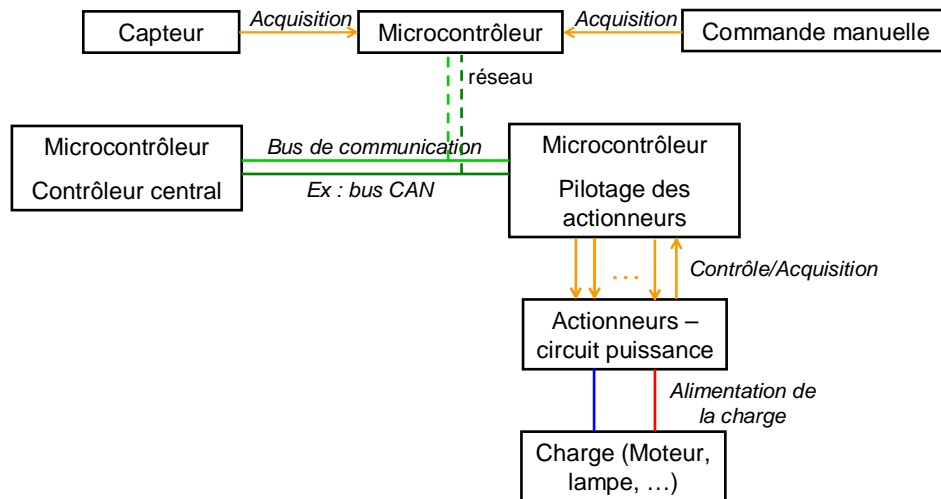 Capteur
Acquisition
Microcontrôleur
Acquisition
Commande manuelle
réseau
Microcontrôleur
Contrôleur central
Bus de communication
Ex : bus CAN
Microcontrôleur
Pilotage des
actionneurs
...
Contrôle/Acquisition
Actionneurs –
circuit puissance
Alimentation de
la charge
Charge (Moteur,
lampe, …)